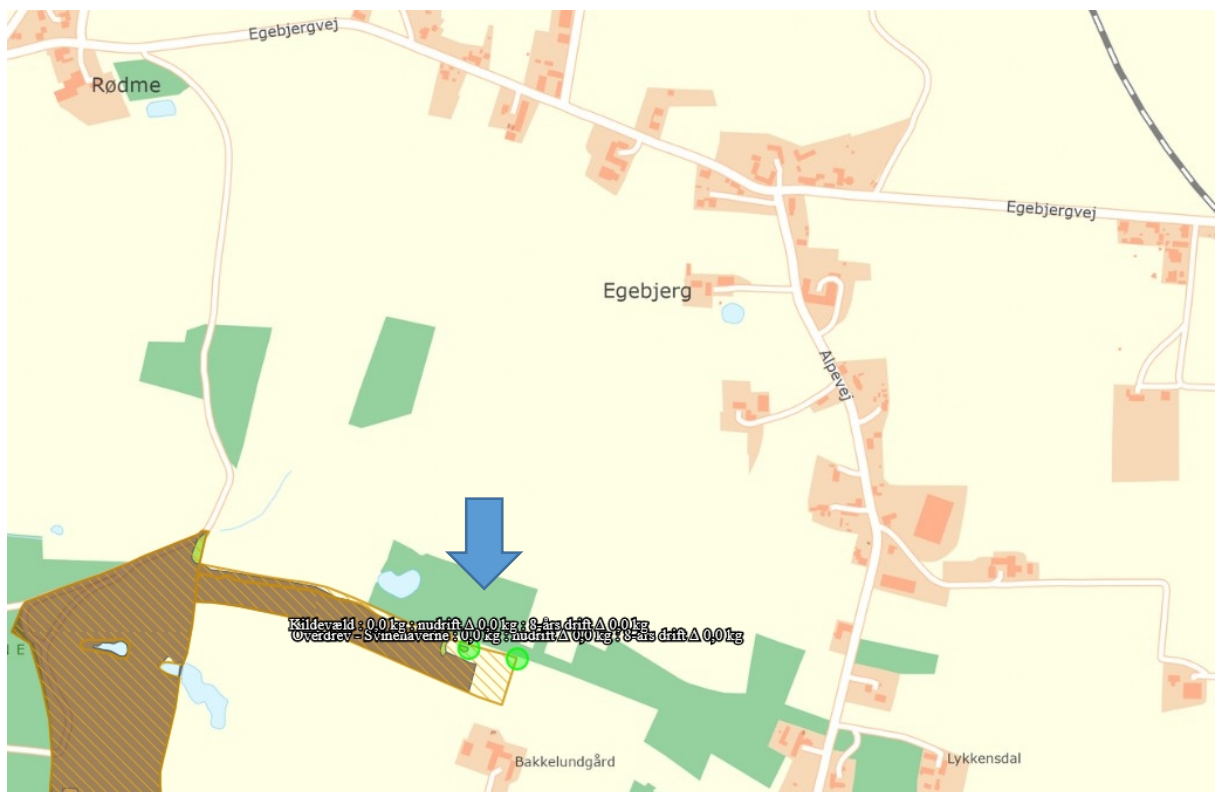 Egebjergvej
Rødme
Egebjergvej
Egebjerg
Alpevej
Kildevæld : 0,0 kg ; nudrift Δ 0,0 kg ; 8-års drift Δ 0,0 kg
Overdrev - Svinehaverne : 0,0 kg ; nudrift Δ 0,0 kg ; 8-års drift Δ 0,0 kg
N E
Bakkelundgård
Lykkensdal